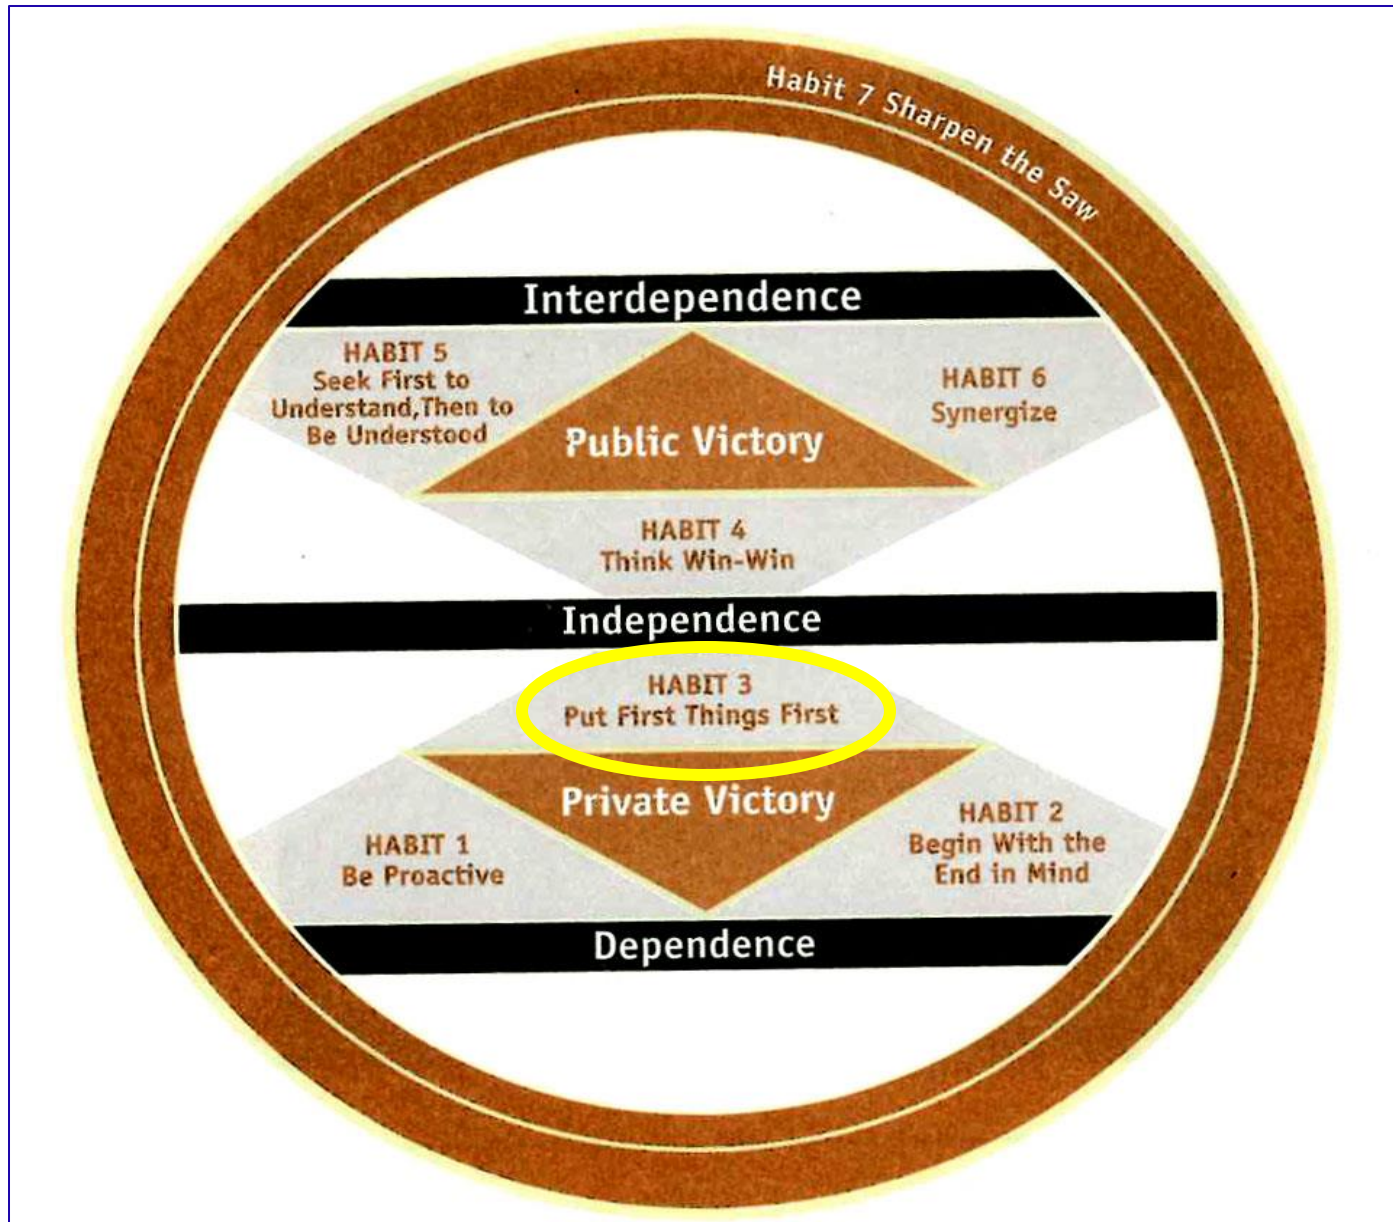 Habit 7 Sharpen the Saw
Interdependence
HABIT 5
Seek First to
Understand,Then to
Be Understood
HABIT 6
Synergize
Public Victory
HABIT 4
Think Win-Win
Independence
HABIT 3
Put First Things First
Private Victory
HABIT 1
Be Proactive
HABIT 2
Begin With the
End in Mind
Dependence